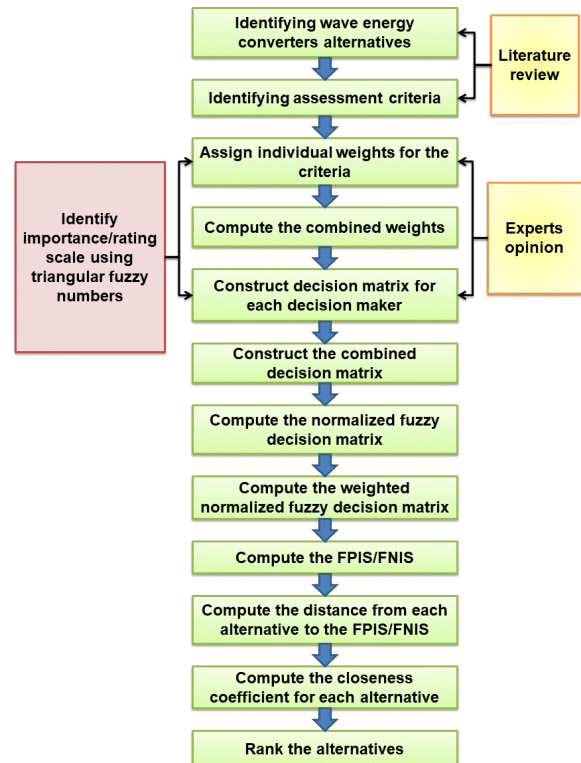 Identifying wave energy
converters alternatives
Literature
review
Identifying assessment criteria
Assign individual weights for the
criteria
Identify
importance/rating
scale using
triangular fuzzy
numbers
Compute the combined weights
Experts
opinion
Construct decision matrix for
each decision maker
Construct the combined
decision matrix
Compute the normalized fuzzy
decision matrix
Compute the weighted
normalized fuzzy decision matrix
Compute the FPIS/FNIS
Compute the distance from each
alternative to the FPIS/FNIS
Compute the closeness
coefficient for each alternative
Rank the alternatives